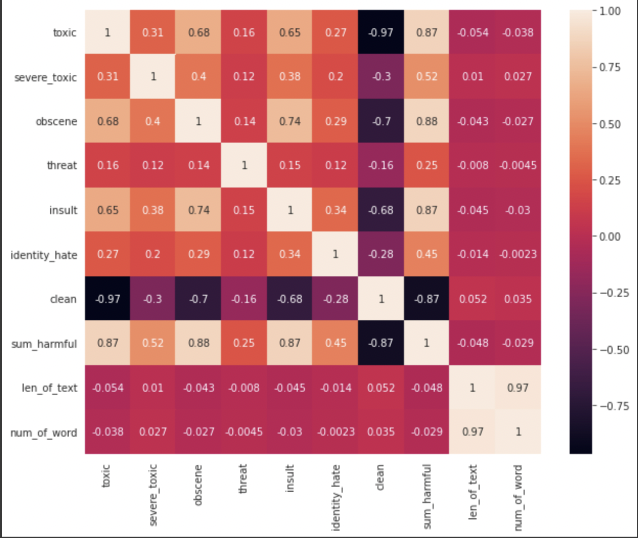 toxic 1 0.31 0.68 0.16 0.65 0.27 -0.97 0.87 -0.054 -0.038
severe_toxic 0.31 1 0.4 0.12 0.38 0.2 -0.3 0.52 0.01 0.027
obscene 0.68 0.4 1 0.14 0.74 0.29 -0.7 0.88 -0.043 -0.027
threat 0.16 0.12 0.14 1 0.15 0.12 -0.16 0.25 -0.008 -0.0045
insult 0.65 0.38 0.74 0.15 1 0.34 -0.68 0.87 -0.045 -0.03
identity_hate 0.27 0.2 0.29 0.12 0.34 1 -0.28 0.45 -0.014 -0.0023
clean -0.97 -0.3 -0.7 -0.16 -0.68 -0.28 1 -0.87 0.052 0.035
sum_harmful 0.87 0.52 0.88 0.25 0.87 0.45 -0.87 1 -0.048 -0.029
len_of_text -0.054 0.01 -0.043 -0.008 -0.045 -0.014 0.052 -0.048 1 0.97
num_of_word -0.038 0.027 -0.027 -0.0045 -0.03 -0.0023 0.035 -0.029 0.97 1
toxic severe_toxic obscene threat insult identity_hate clean sum_harmful len_of_text num_of_word
1.00
0.75
0.50
0.25
0.00
-0.25
-0.50
-0.75